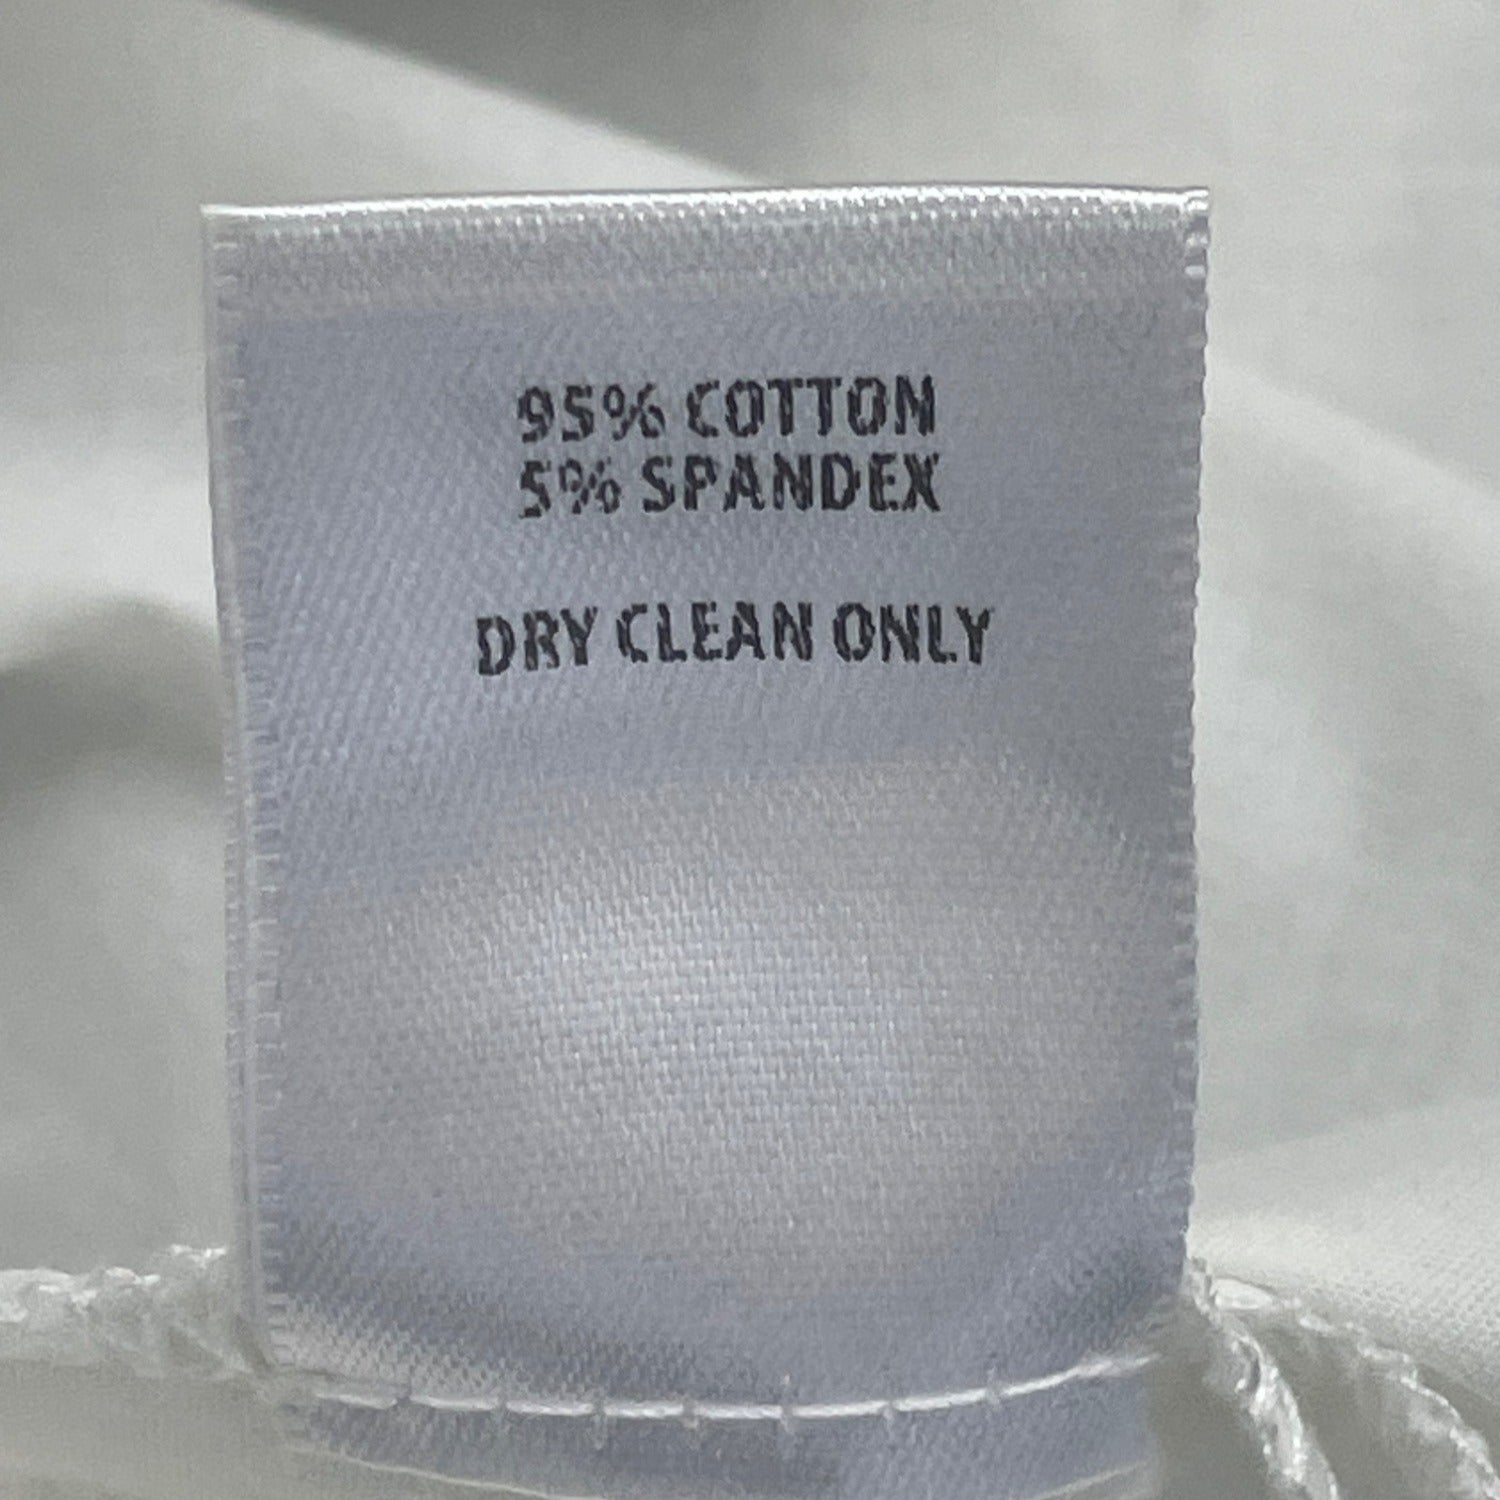 95% COTTON
5% SPANDEX
DRY CLEAN ONLY